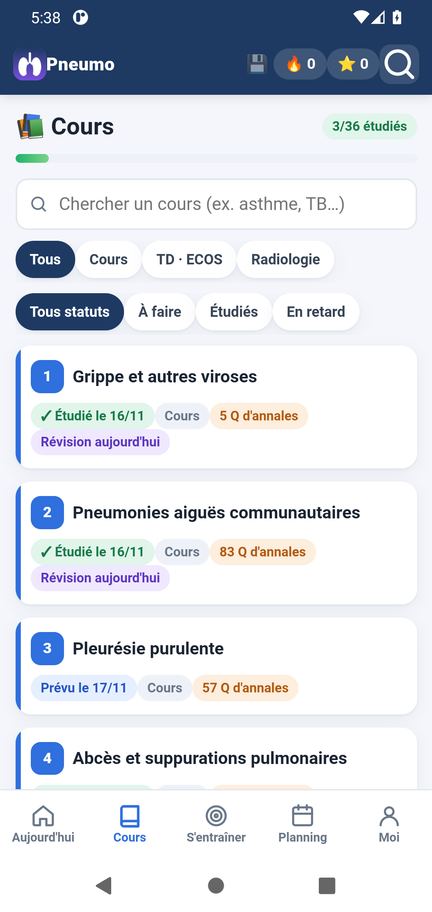 5:38
Pneumo
0
0
Cours
3/36 étudiés
Chercher un cours (ex. asthme, TB…)
Tous
Cours
TD · ECOS
Radiologie
Tous statuts
À faire
Étudiés
En retard
1
Grippe et autres viroses
✓ Étudié le 16/11
Cours
5 Q d'annales
Révision aujourd'hui
2
Pneumonies aiguës communautaires
✓ Étudié le 16/11
Cours
83 Q d'annales
Révision aujourd'hui
3
Pleurésie purulente
Prévu le 17/11
Cours
57 Q d'annales
4
Abcès et suppurations pulmonaires
Aujourd'hui
Cours
S'entraîner
Planning
Moi